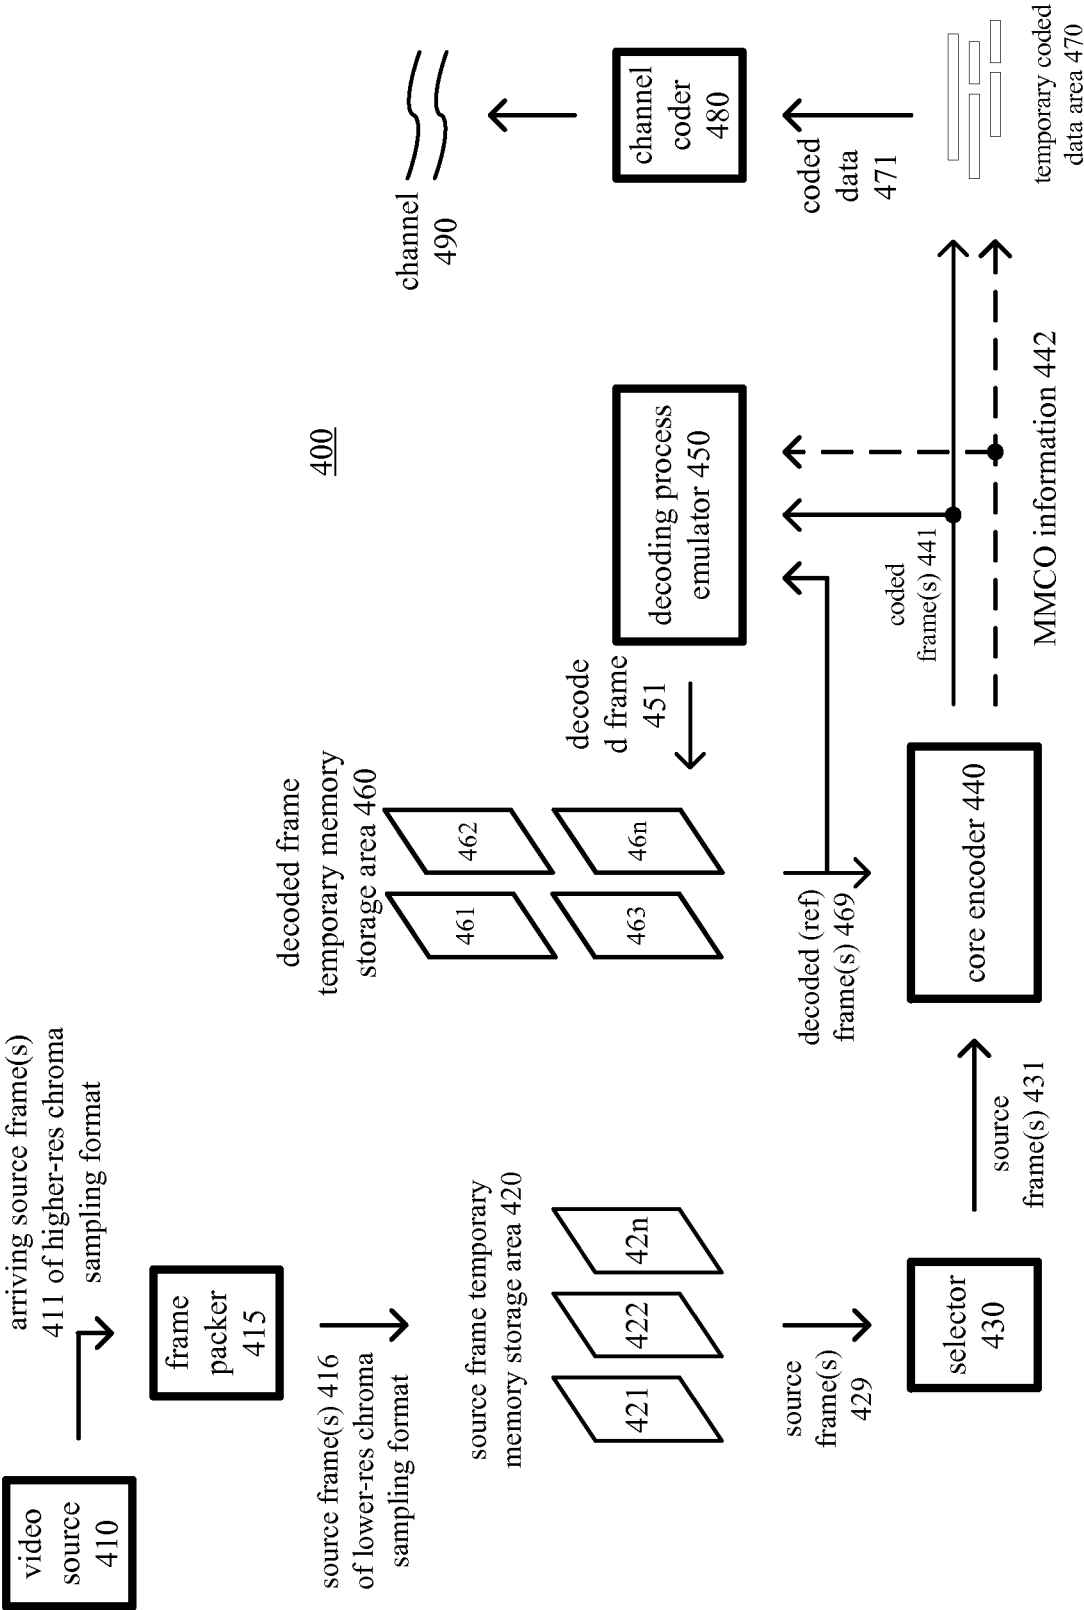 video
source
410
arriving source frame(s)
411 of higher-res chroma
sampling format
frame
packer
415
source frame(s) 416
of lower-res chroma
sampling format
source frame temporary
memory storage area 420
421
422
42n
source
frame(s)
429
selector
430
source
frame(s) 431
400
decoded frame
temporary memory
storage area 460
461
462
463
46n
decode
d frame
451
decoding process
emulator 450
decoded (ref)
frame(s) 469
core encoder 440
coded
frame(s) 441
MMCO information 442
channel
490
channel
coder
480
coded
data
471
temporary coded
data area 470